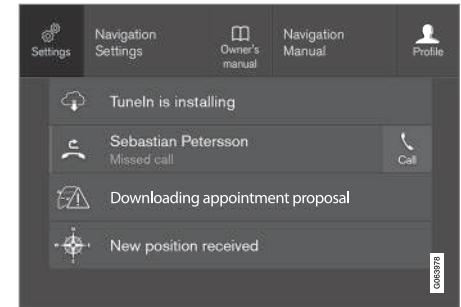 Settings
Navigation
Settings
Owner's
manual
Navigation
Manual
Profile
TuneIn is installing
Sebastian Petersson
Missed call
Call
Downloading appointment proposal
New position received
G063978